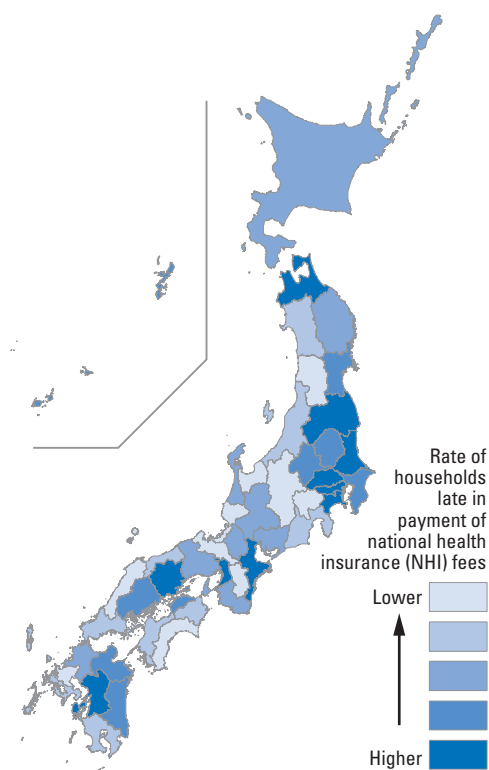 Rate of
households
late in
payment of
national health
insurance (NHI) fees
Lower
Higher